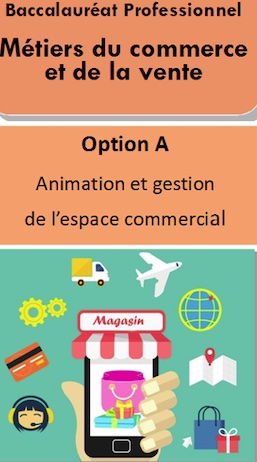 Baccalauréat Professionnel
Métiers du commerce
et de la vente
Option A
Animation et gestion
de l’espace commercial
Magasin